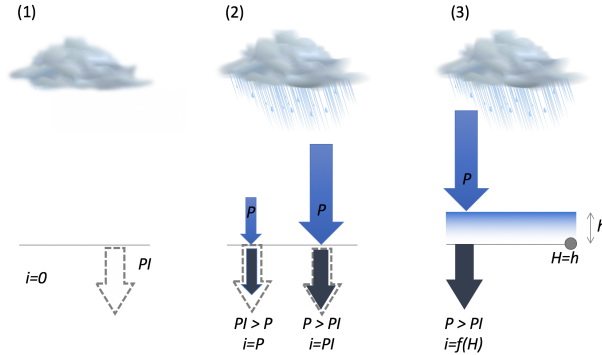 (1)
(2)
(3)
P
P
P
h
PI
i=0
H=h
PI > P
i=P
P > PI
i=PI
P > PI
i=f(H)